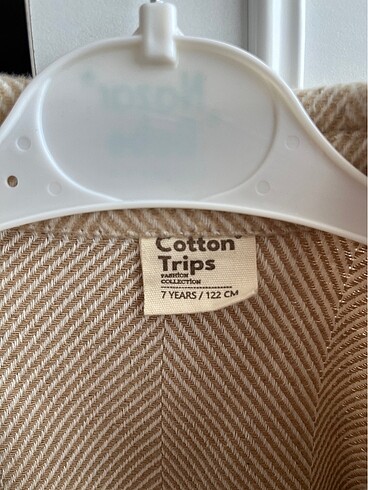 Cotton
Trips
FASHION
COLLECTION
7 YEARS / 122 CM